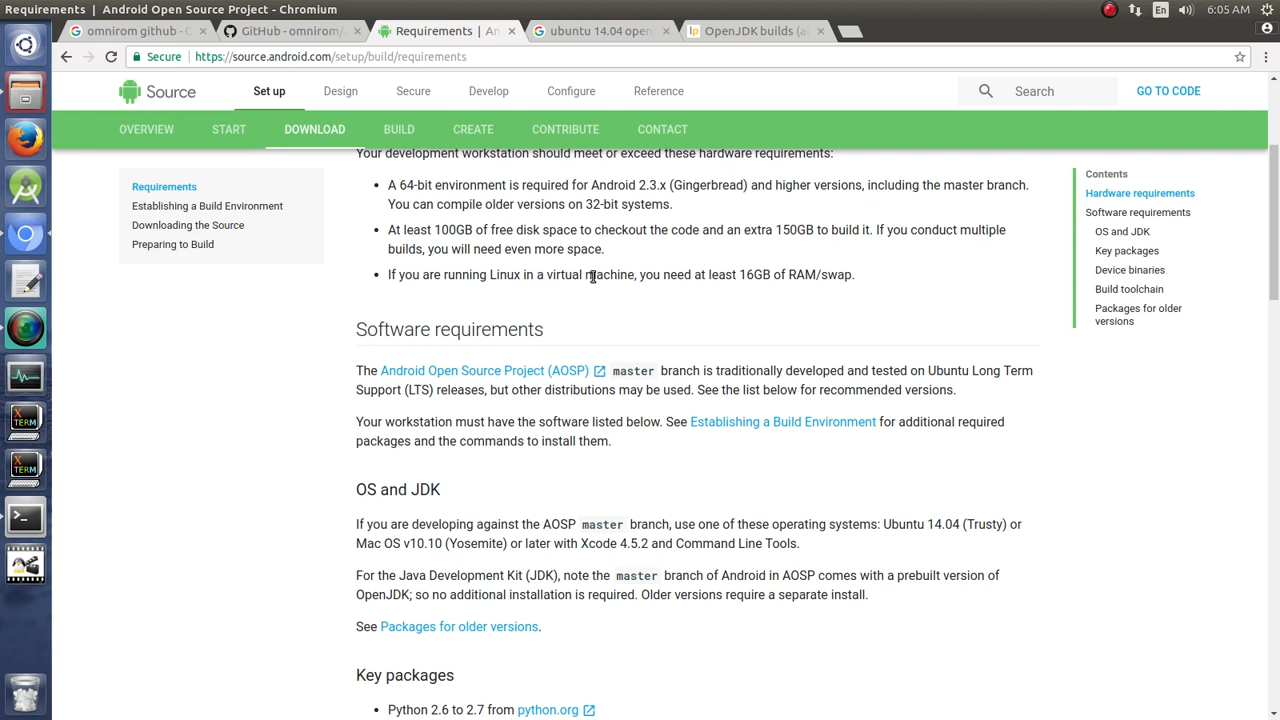 Requirements | Android Open Source Project - Chromium
En
6:05 AM
omnirom github - G
GitHub - omnirom/
Requirements | An
ubuntu 14.04 open
lp OpenJDK builds (al
Secure https://source.android.com/setup/build/requirements
Source
Set up
Design
Secure
Develop
Configure
Reference
Search
GO TO CODE
OVERVIEW
START
DOWNLOAD
BUILD
CREATE
CONTRIBUTE
CONTACT
Requirements
Establishing a Build Environment
Downloading the Source
Preparing to Build
Your development workstation should meet or exceed these hardware requirements:
• A 64-bit environment is required for Android 2.3.x (Gingerbread) and higher versions, including the master branch.
You can compile older versions on 32-bit systems.
• At least 100GB of free disk space to checkout the code and an extra 150GB to build it. If you conduct multiple
builds, you will need even more space.
• If you are running Linux in a virtual machine, you need at least 16GB of RAM/swap.
Software requirements
The Android Open Source Project (AOSP) master branch is traditionally developed and tested on Ubuntu Long Term
Support (LTS) releases, but other distributions may be used. See the list below for recommended versions.
Your workstation must have the software listed below. See Establishing a Build Environment for additional required
packages and the commands to install them.
OS and JDK
If you are developing against the AOSP master branch, use one of these operating systems: Ubuntu 14.04 (Trusty) or
Mac OS v10.10 (Yosemite) or later with Xcode 4.5.2 and Command Line Tools.
For the Java Development Kit (JDK), note the master branch of Android in AOSP comes with a prebuilt version of
OpenJDK; so no additional installation is required. Older versions require a separate install.
See Packages for older versions.
Key packages
• Python 2.6 to 2.7 from python.org
Contents
Hardware requirements
Software requirements
OS and JDK
Key packages
Device binaries
Build toolchain
Packages for older
versions
X
TERM
X
TERM